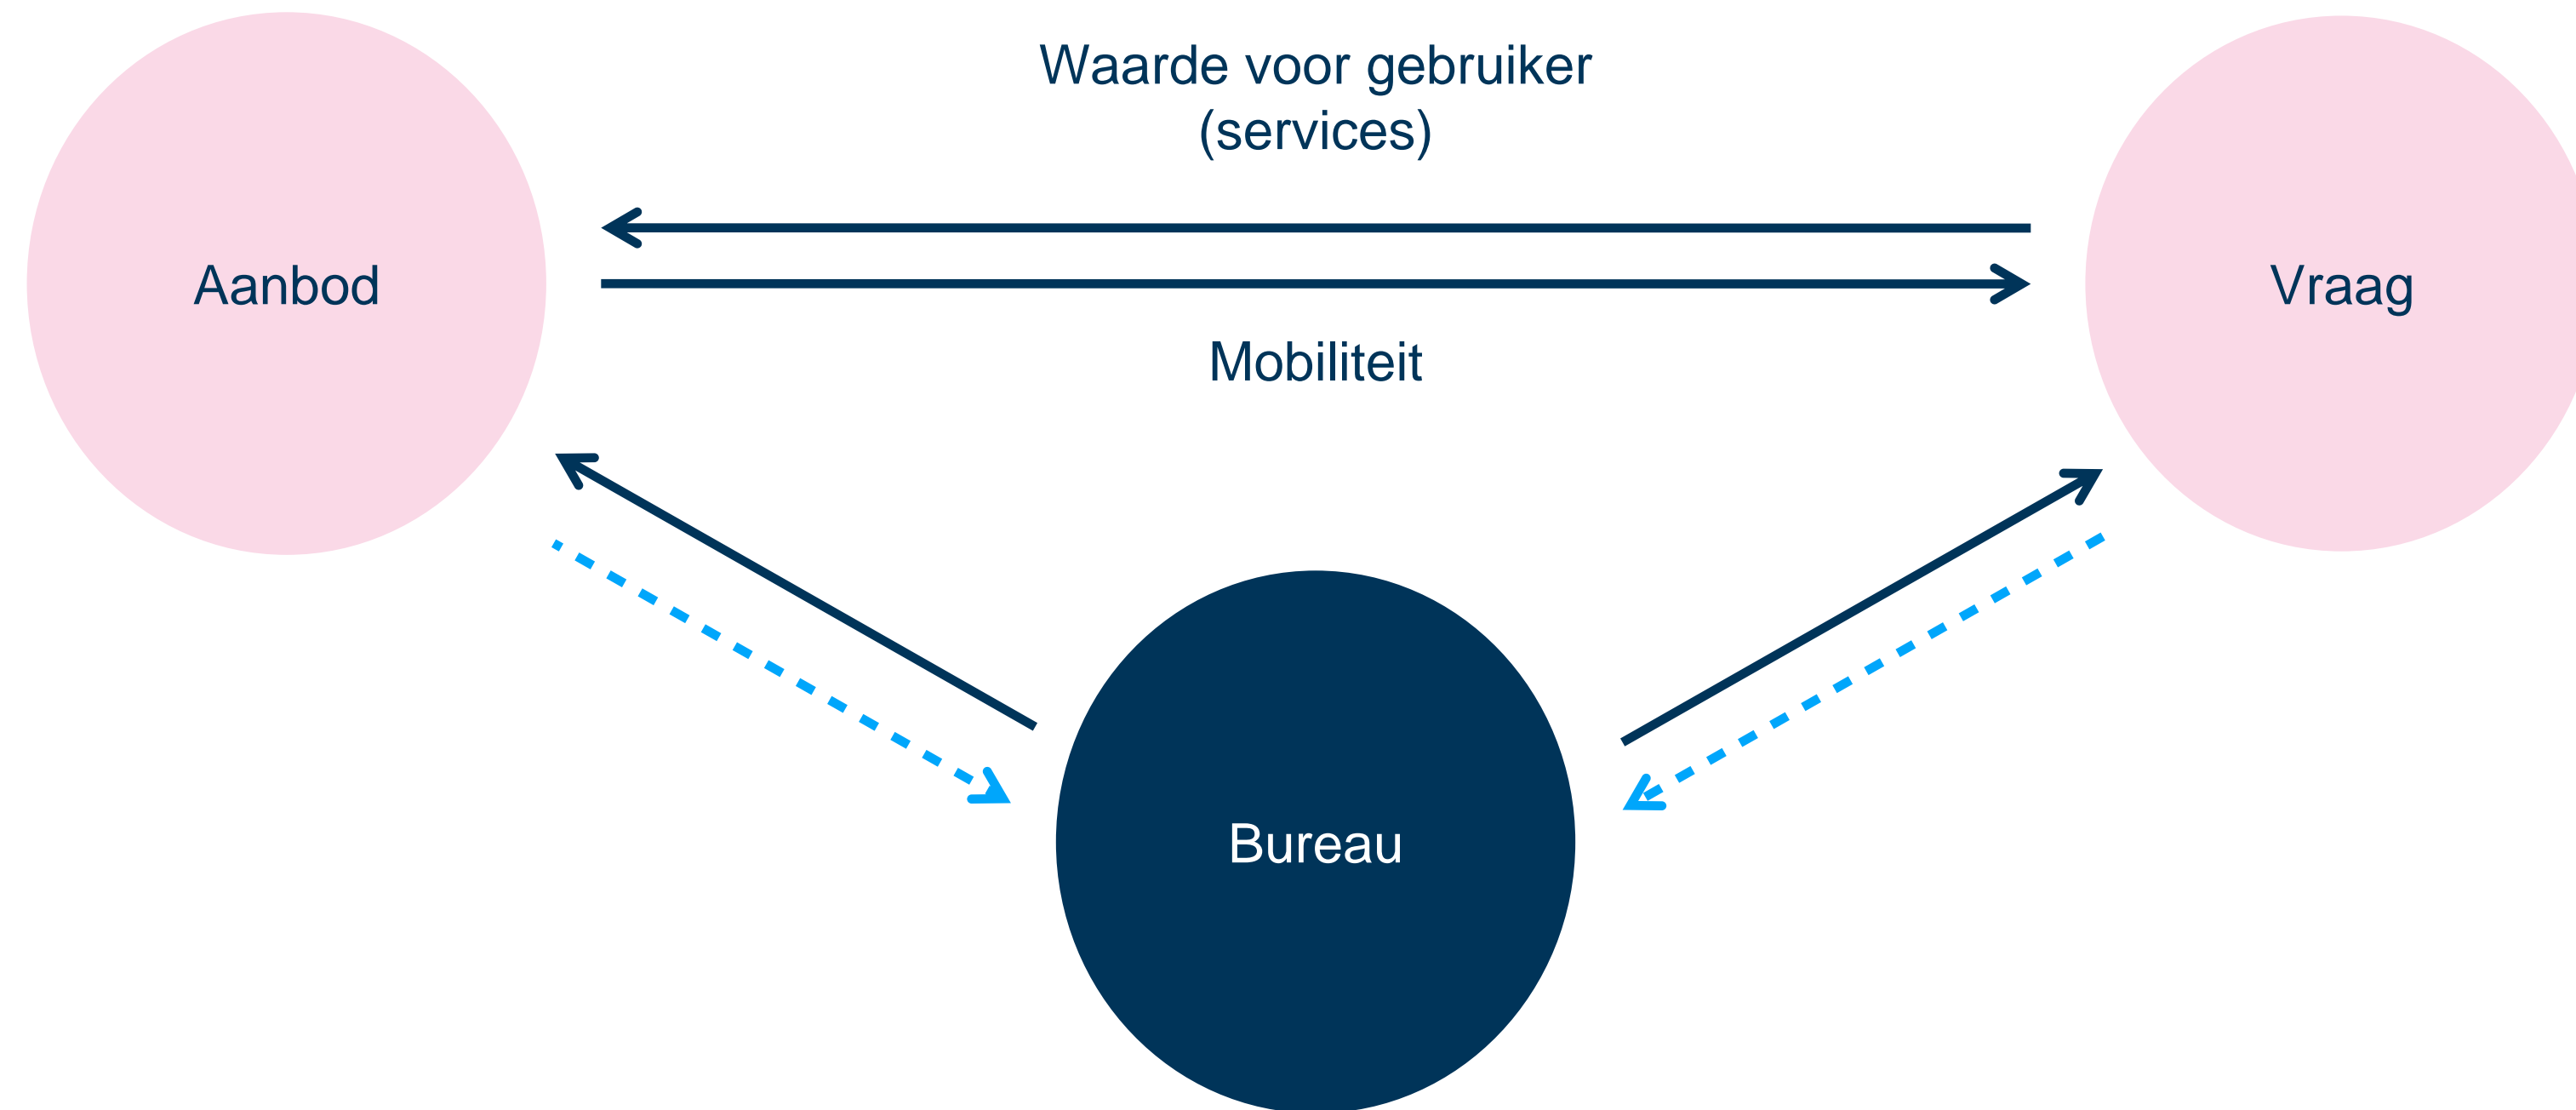 Waarde voor gebruiker
(services)
Aanbod
Vraag
Mobiliteit
Bureau